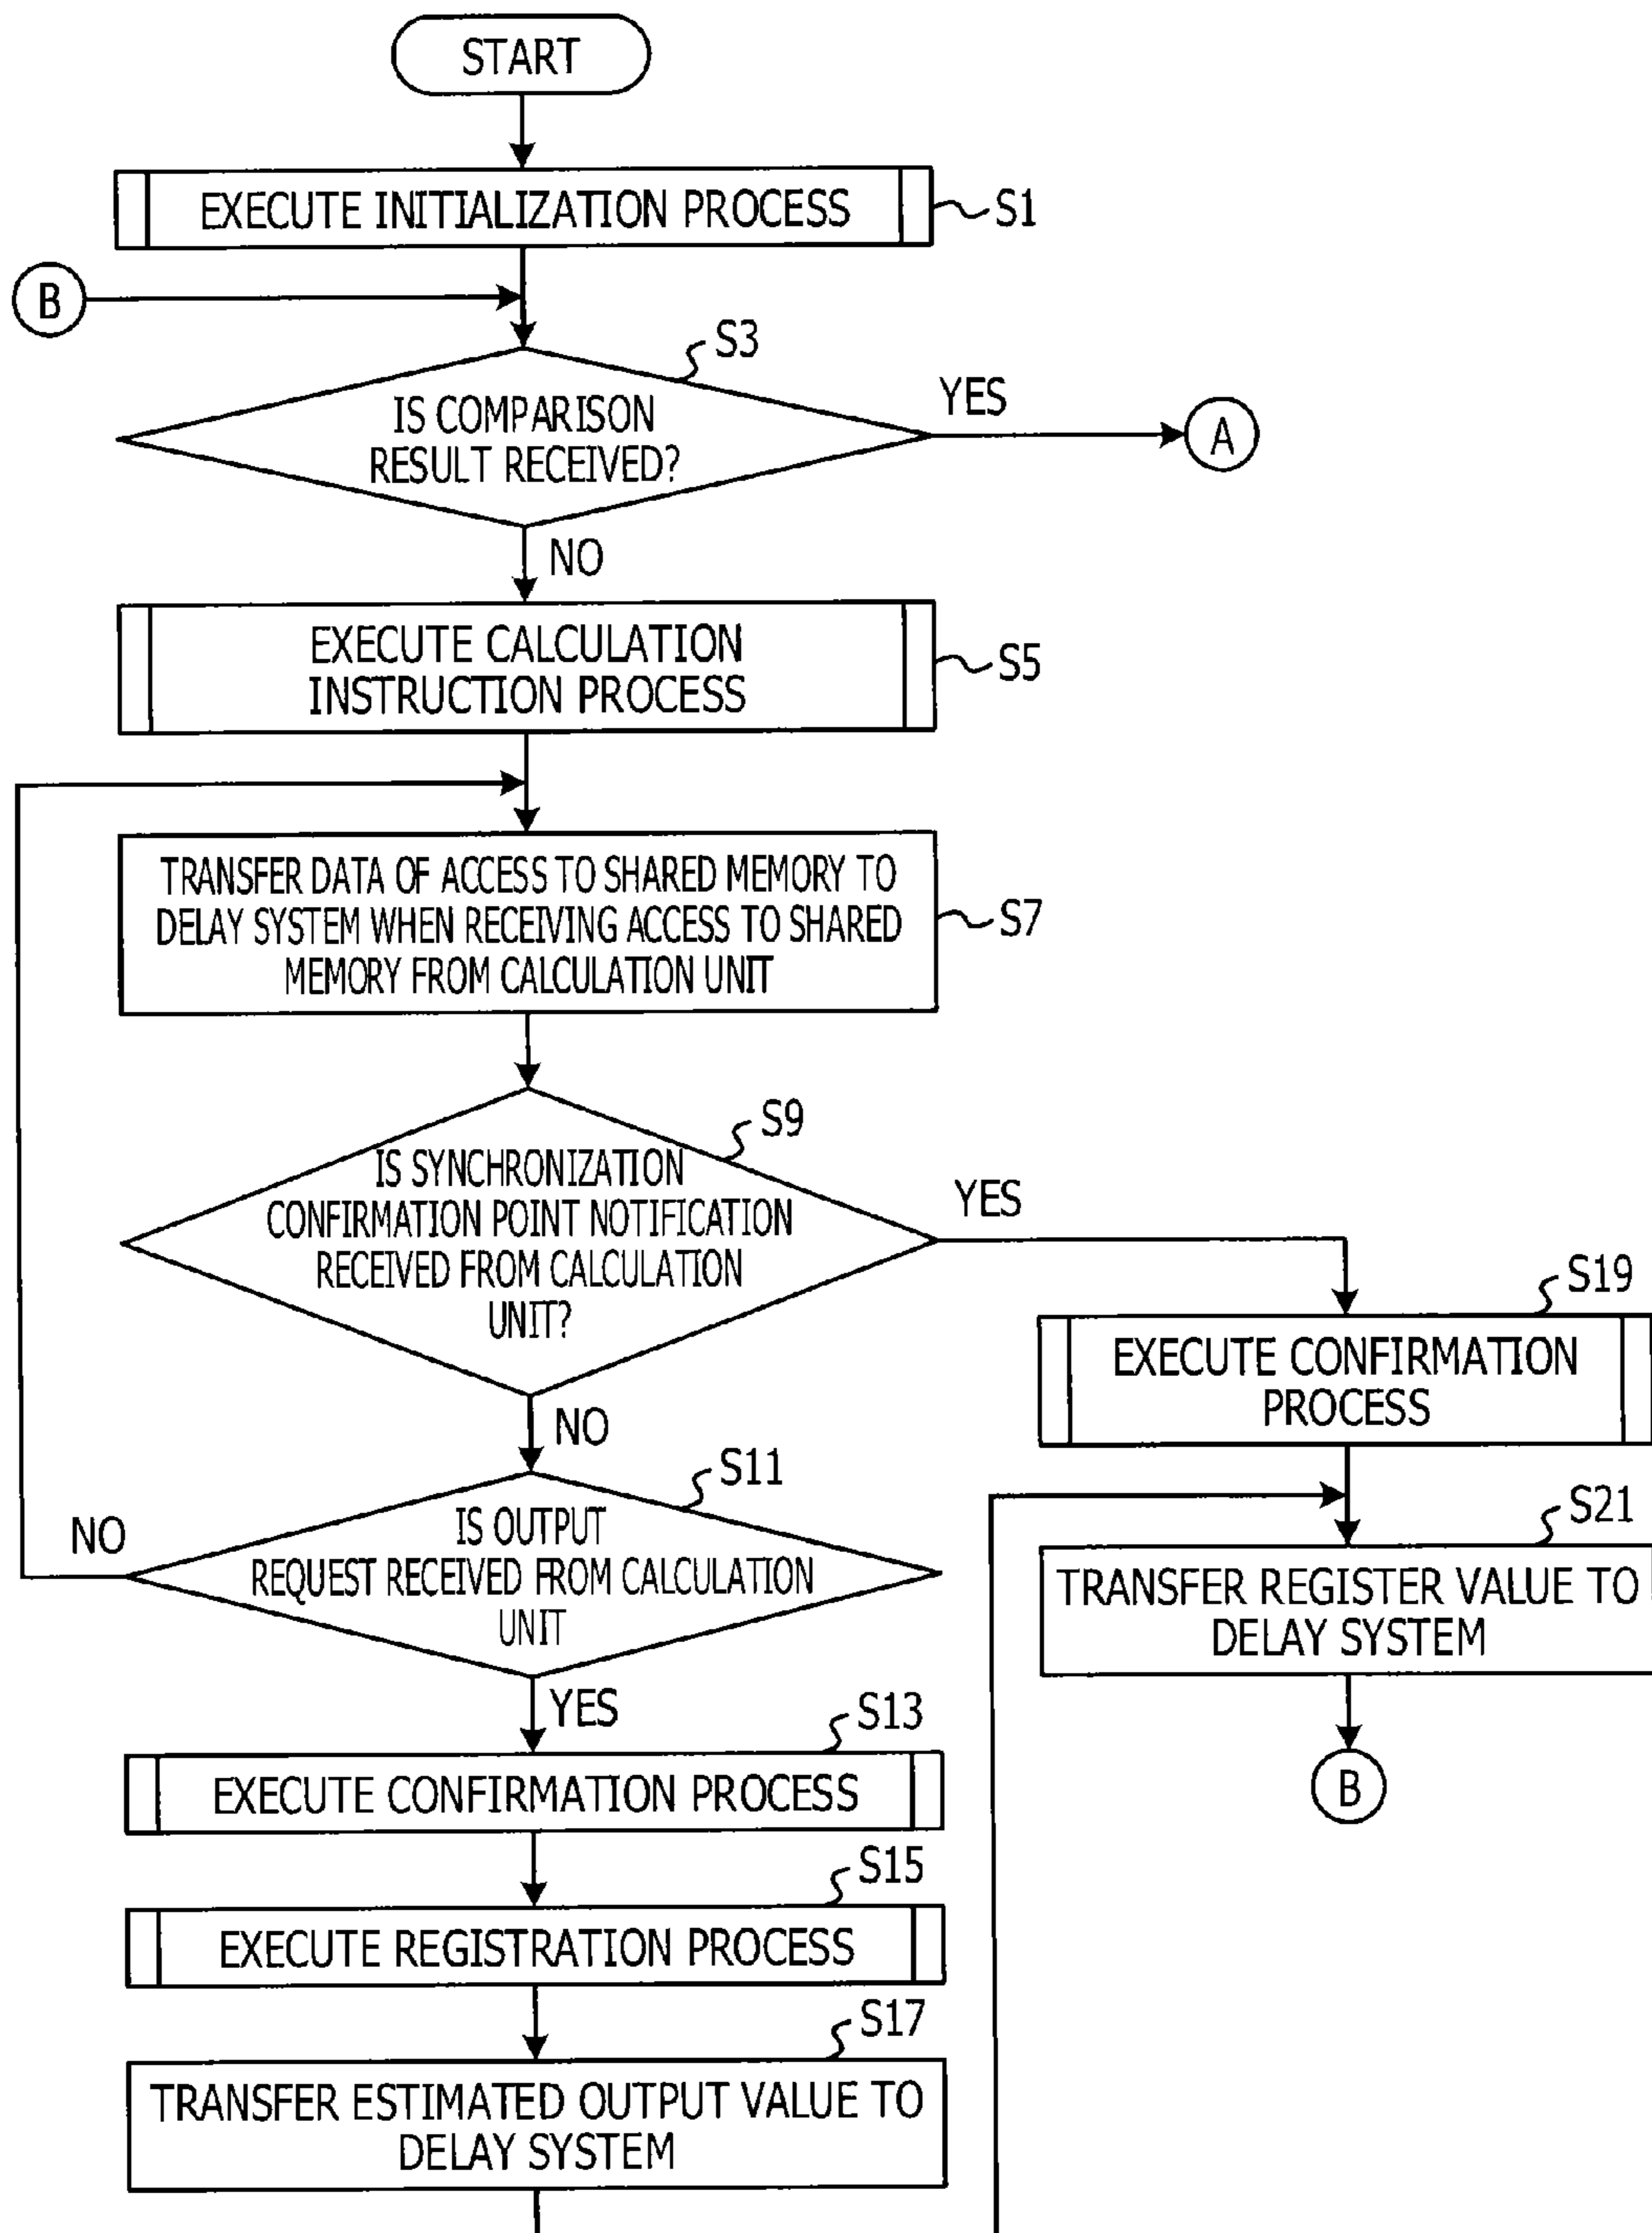 START
EXECUTE INITIALIZATION PROCESS
S1
B
S3
IS COMPARISON
RESULT RECEIVED?
YES
A
NO
EXECUTE CALCULATION
INSTRUCTION PROCESS
S5
TRANSFER DATA OF ACCESS TO SHARED MEMORY TO
DELAY SYSTEM WHEN RECEIVING ACCESS TO SHARED
MEMORY FROM CALCULATION UNIT
S7
S9
IS SYNCHRONIZATION
CONFIRMATION POINT NOTIFICATION
RECEIVED FROM CALCULATION
UNIT?
YES
NO
S19
EXECUTE CONFIRMATION
PROCESS
S11
IS OUTPUT
REQUEST RECEIVED FROM CALCULATION
UNIT
NO
YES
S21
TRANSFER REGISTER VALUE TO
DELAY SYSTEM
B
S13
EXECUTE CONFIRMATION PROCESS
S15
EXECUTE REGISTRATION PROCESS
S17
TRANSFER ESTIMATED OUTPUT VALUE TO
DELAY SYSTEM